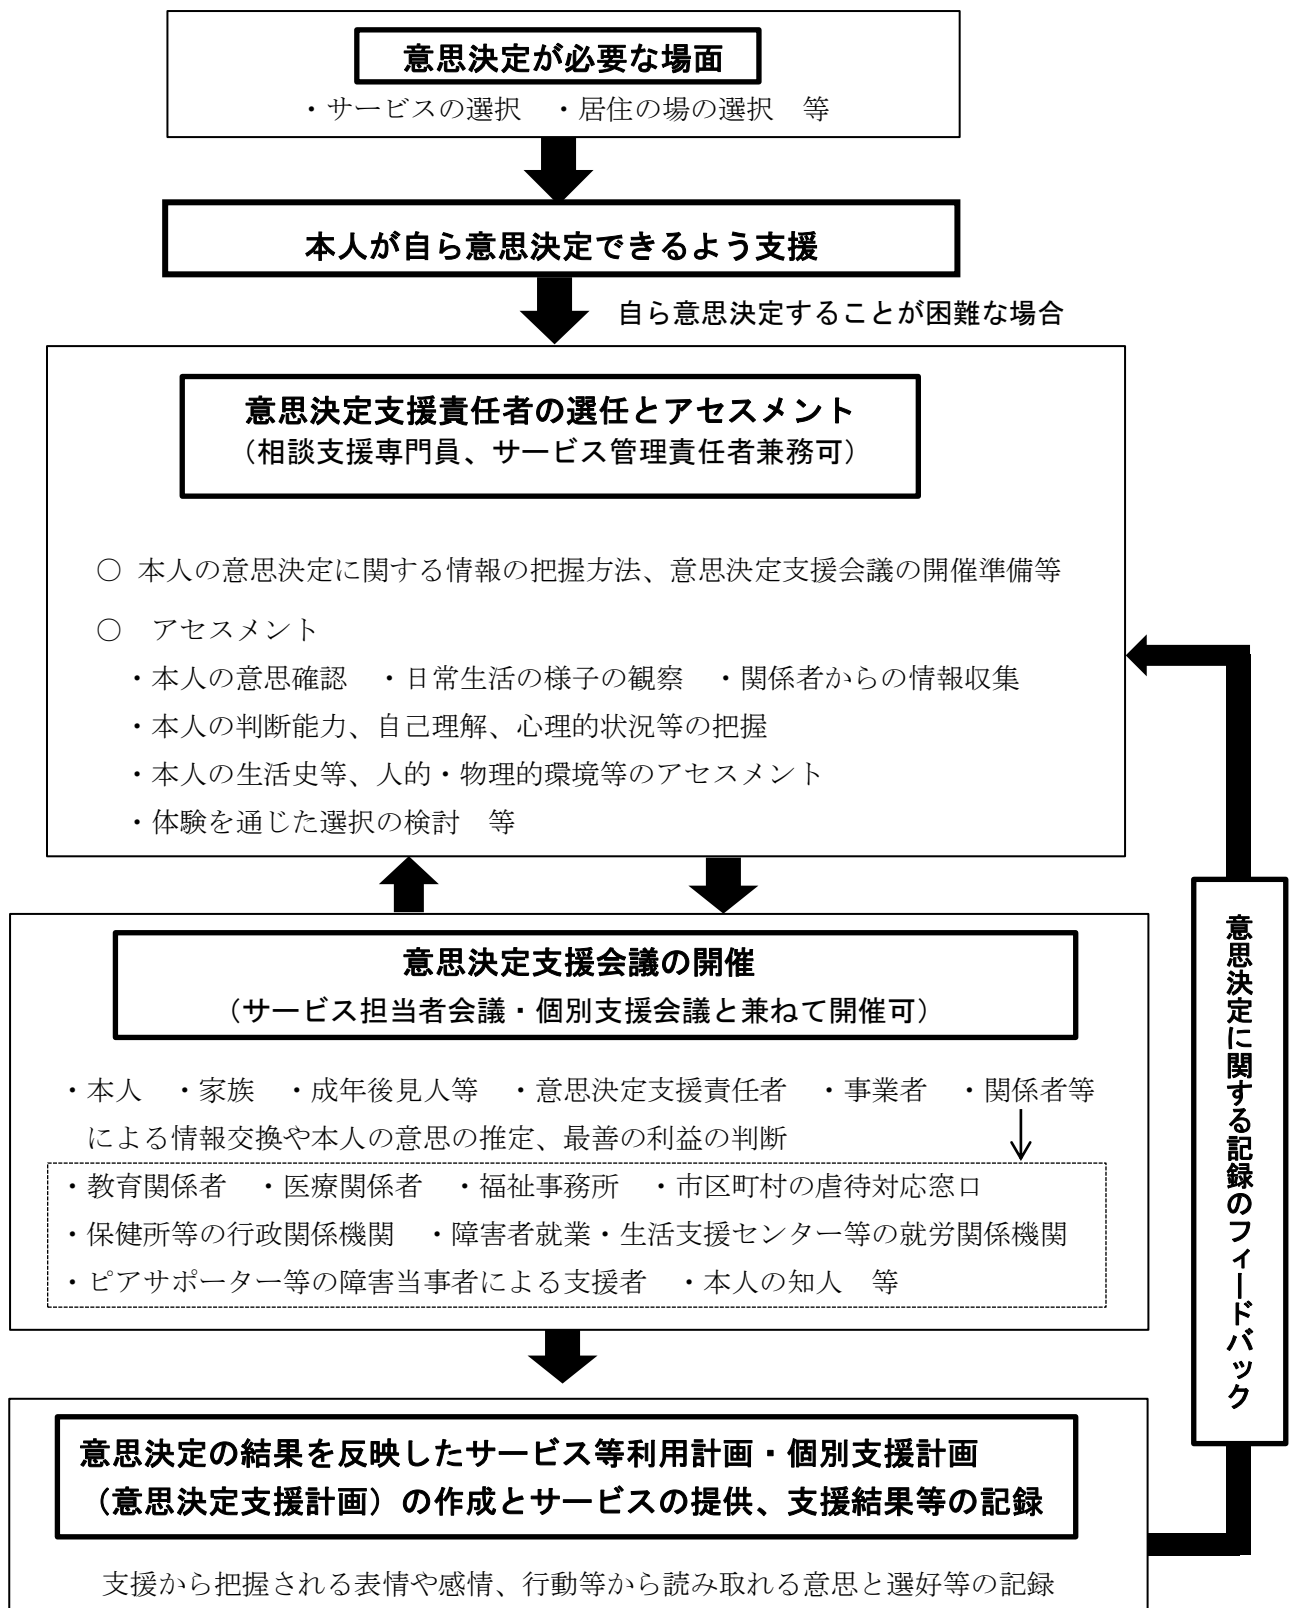 意思決定が必要な場面
・サービスの選択　・居住の場の選択　等
本人が自ら意思決定できるよう支援
自ら意思決定することが困難な場合
意思決定支援責任者の選任とアセスメント
（相談支援専門員、サービス管理責任者兼務可）
○ 本人の意思決定に関する情報の把握方法、意思決定支援会議の開催準備等
○　アセスメント
・本人の意思確認　・日常生活の様子の観察　・関係者からの情報収集
・本人の判断能力、自己理解、心理的状況等の把握
・本人の生活史等、人的・物理的環境等のアセスメント
・体験を通じた選択の検討　等
意思決定支援会議の開催
（サービス担当者会議・個別支援会議と兼ねて開催可）
・本人　・家族　・成年後見人等　・意思決定支援責任者　・事業者　・関係者等
による情報交換や本人の意思の推定、最善の利益の判断
・教育関係者　・医療関係者　・福祉事務所　・市区町村の虐待対応窓口
・保健所等の行政関係機関　・障害者就業・生活支援センター等の就労関係機関
・ピアサポーター等の障害当事者による支援者　・本人の知人　等
意思決定の結果を反映したサービス等利用計画・個別支援計画
（意思決定支援計画）の作成とサービスの提供、支援結果等の記録
支援から把握される表情や感情、行動等から読み取れる意思と選好等の記録
意思決定に関する記録のフィードバック